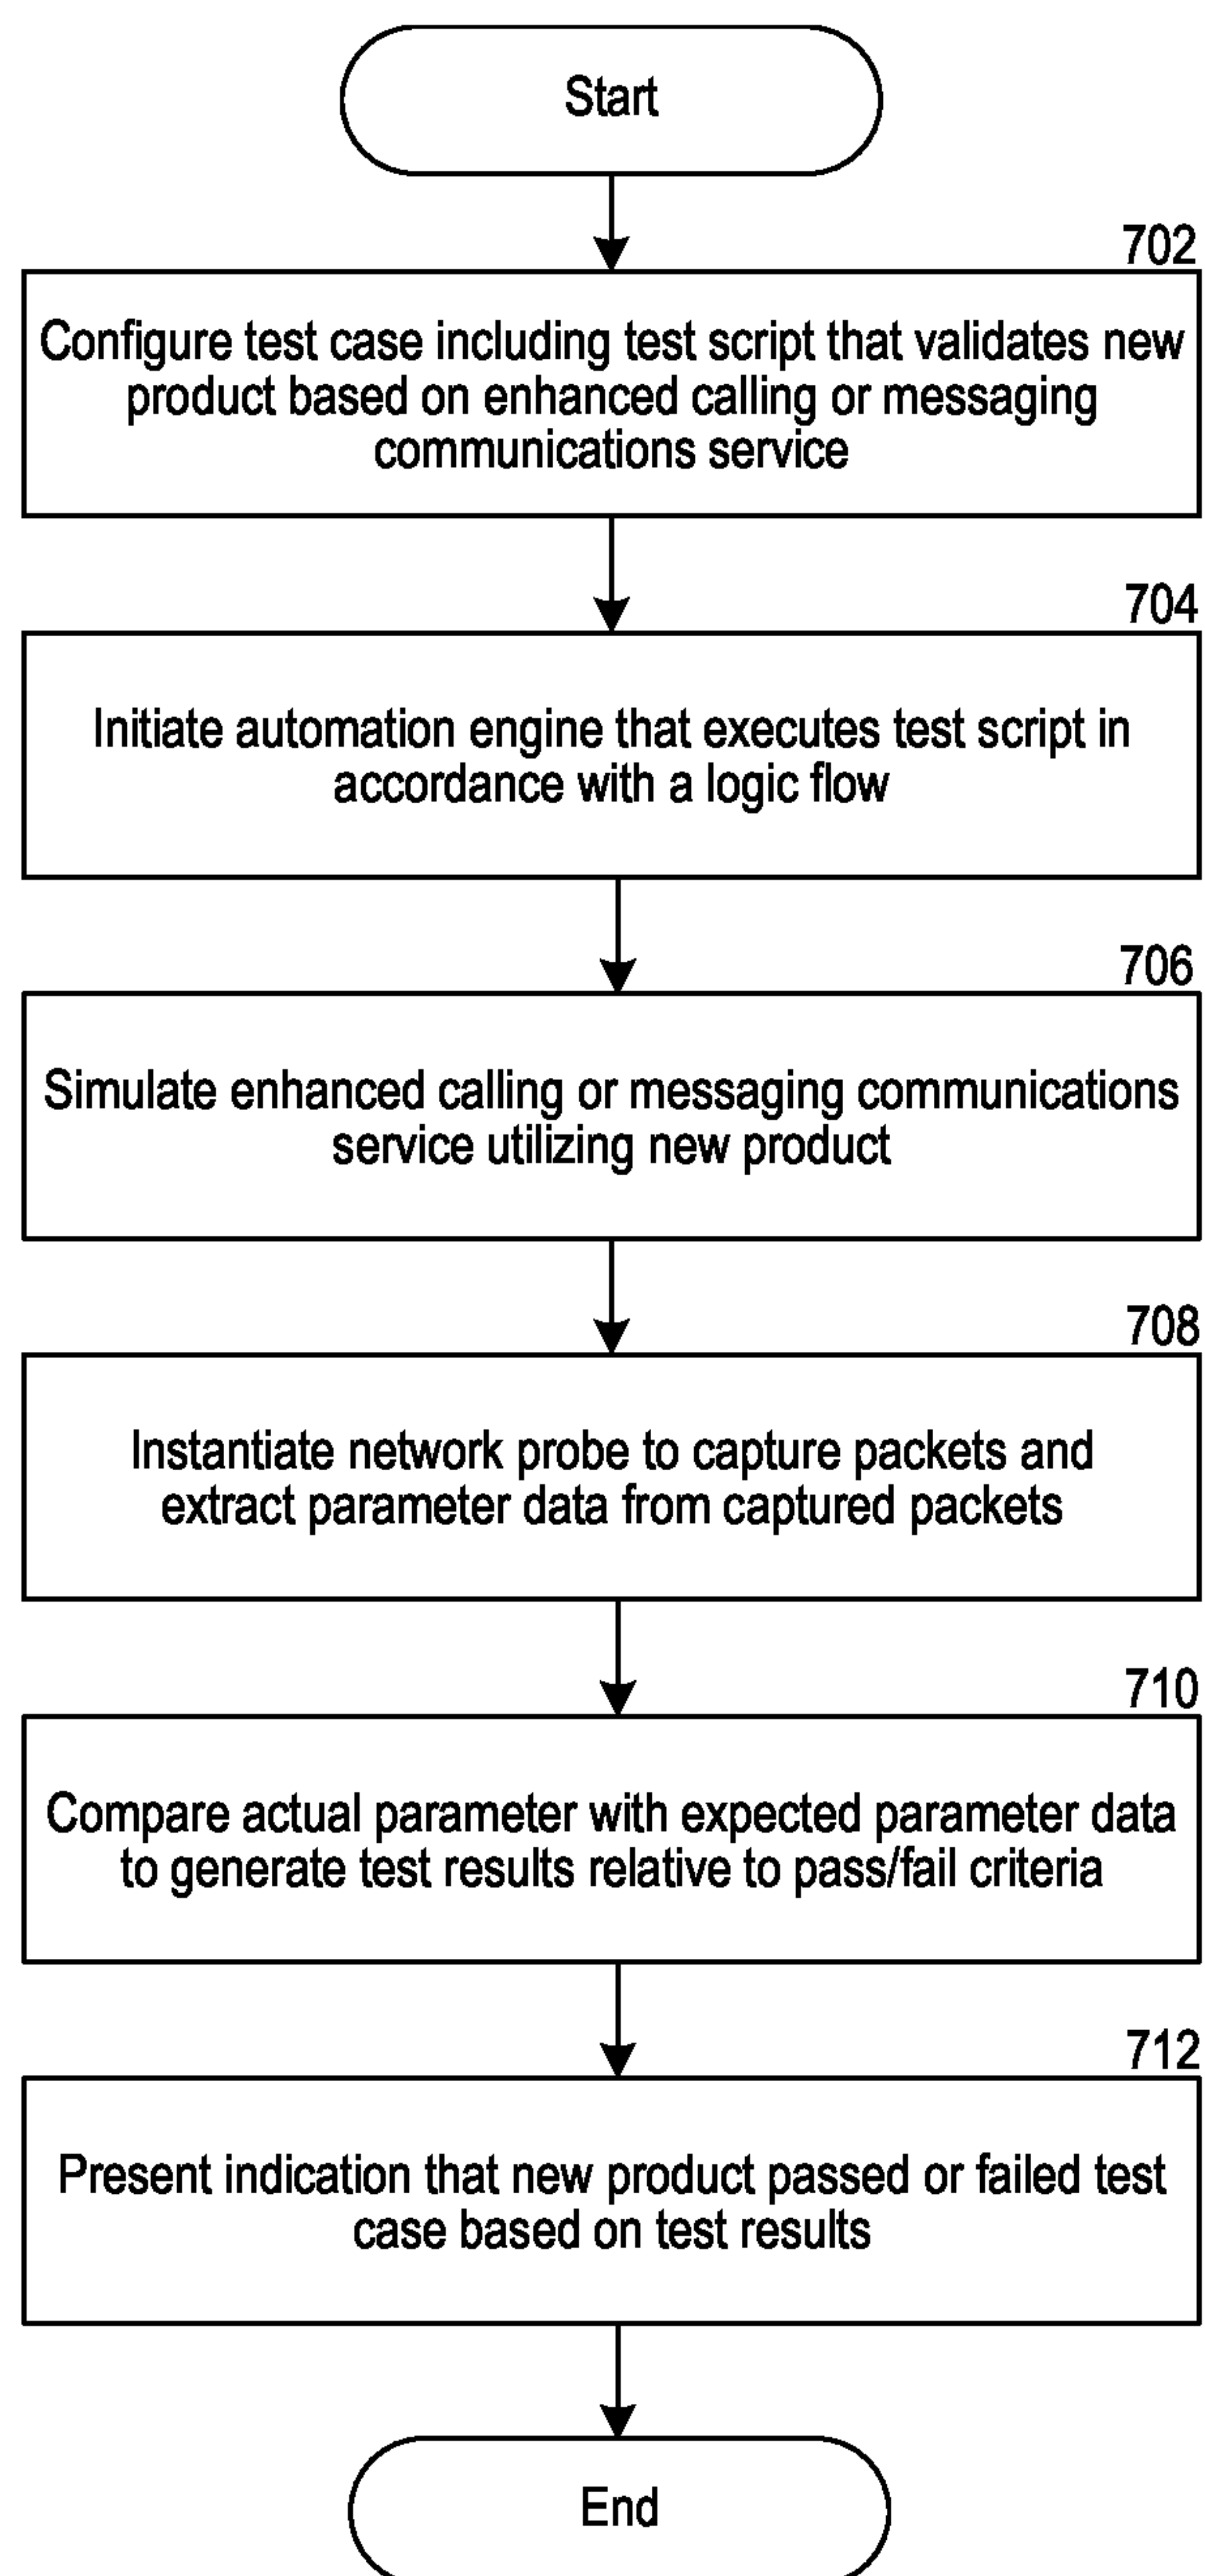 Start
702
Configure test case including test script that validates new
product based on enhanced calling or messaging
communications service
704
Initiate automation engine that executes test script in
accordance with a logic flow
706
Simulate enhanced calling or messaging communications
service utilizing new product
708
Instantiate network probe to capture packets and
extract parameter data from captured packets
710
Compare actual parameter with expected parameter data
to generate test results relative to pass/fail criteria
712
Present indication that new product passed or failed test
case based on test results
End